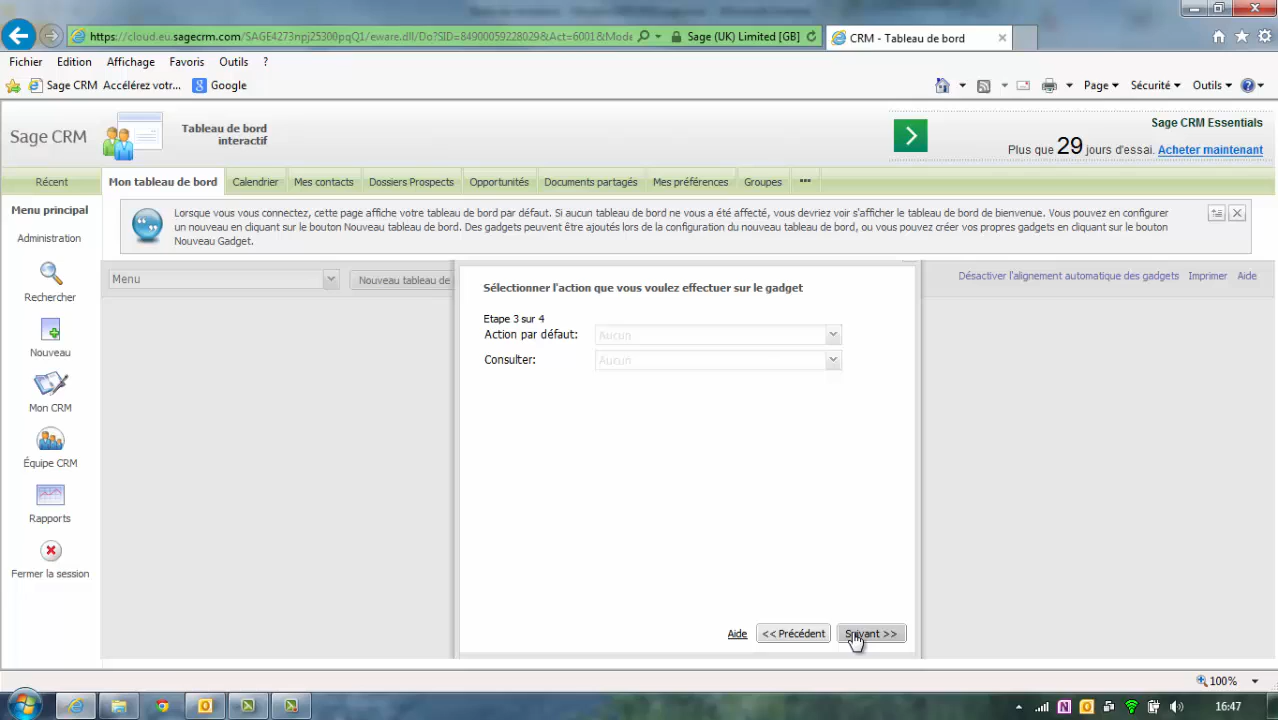 https://cloud.eu.sagecrm.com/SAGE4273npj25300pqQ1/eware.dll/Do?SID=84900059228029&Act=6001&Mode
Sage (UK) Limited [GB]
CRM - Tableau de bord
Fichier Edition Affichage Favoris Outils ?
Sage CRM Accélérez votr... Google
Page Sécurité Outils
Sage CRM
Tableau de bord
interactif
Sage CRM Essentials
Plus que 29 jours d'essai. Acheter maintenant
Récent Mon tableau de bord Calendrier Mes contacts Dossiers Prospects Opportunités Documents partagés Mes préférences Groupes ...
Menu principal
Administration
Rechercher
Nouveau
Mon CRM
Équipe CRM
Rapports
Fermer la session
Lorsque vous vous connectez, cette page affiche votre tableau de bord par défaut. Si aucun tableau de bord ne vous a été affecté, vous devriez voir s'afficher le tableau de bord de bienvenue. Vous pouvez en configurer
un nouveau en cliquant sur le bouton Nouveau tableau de bord. Des gadgets peuvent être ajoutés lors de la configuration du nouveau tableau de bord, ou vous pouvez créer vos propres gadgets en cliquant sur le bouton
Nouveau Gadget.
Menu Nouveau tableau de
Désactiver l'alignement automatique des gadgets Imprimer Aide
Sélectionner l'action que vous voulez effectuer sur le gadget
Etape 3 sur 4
Action par défaut: Aucun
Consulter: Aucun
Aide << Précédent Suivant >>
100%
16:47